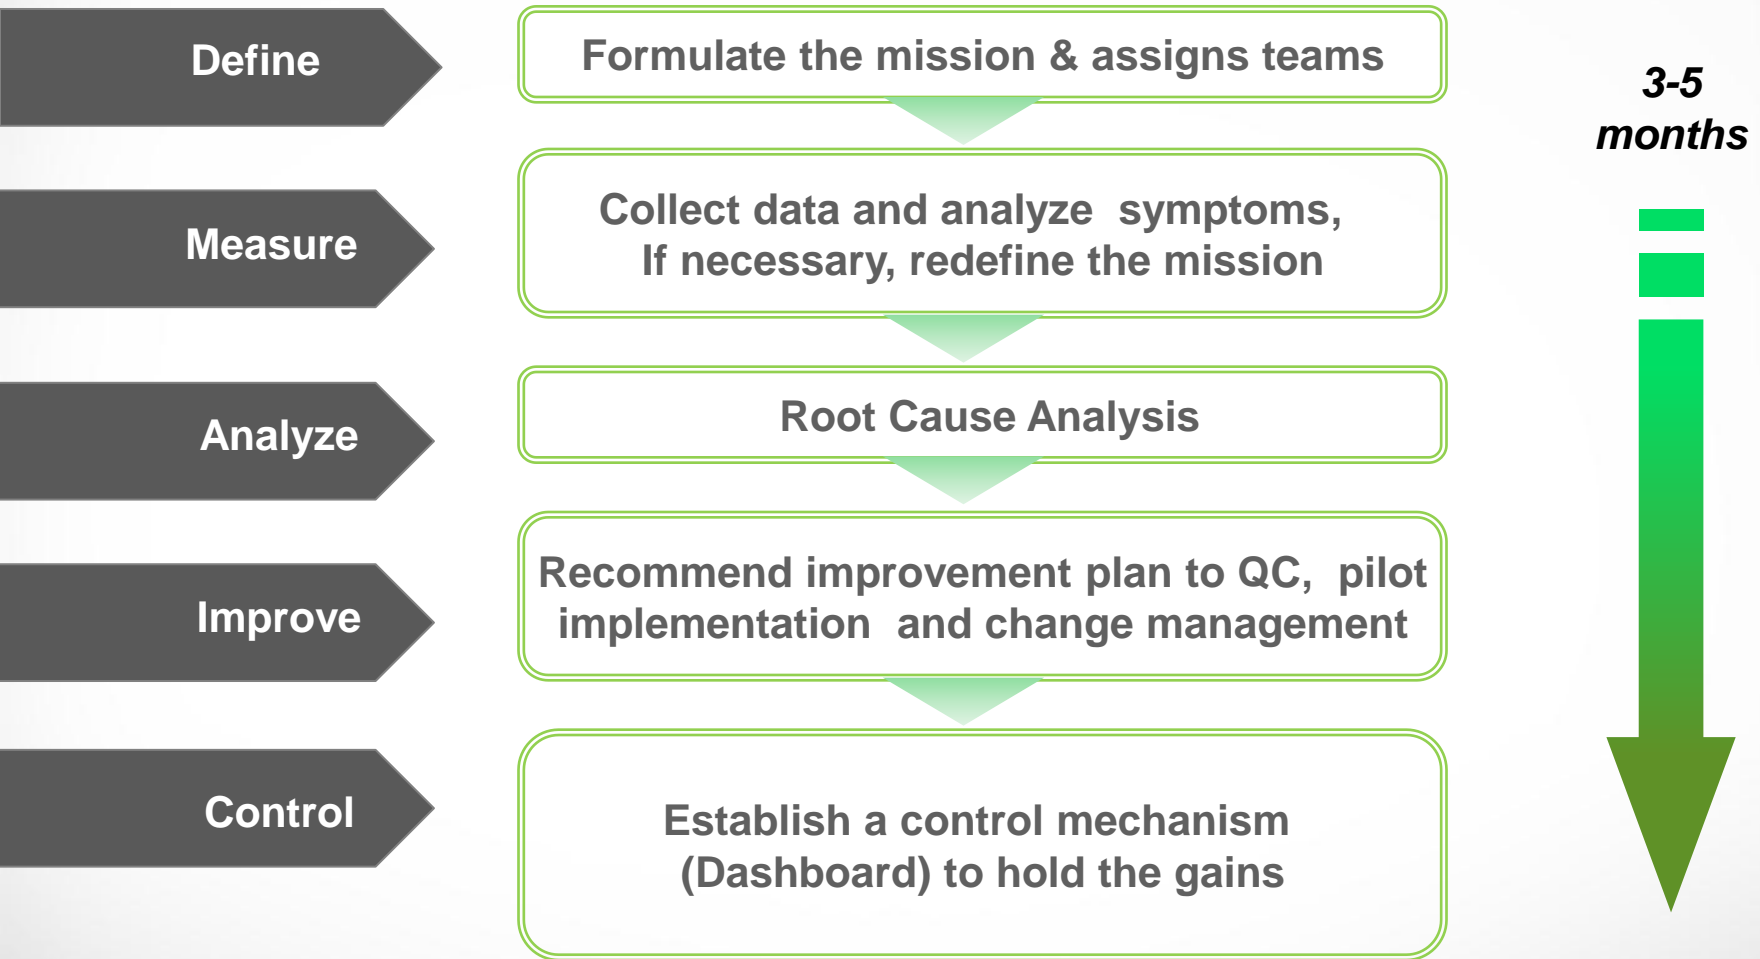 Define
Formulate the mission & assigns teams
3-5
months
Measure
Collect data and analyze symptoms,
If necessary, redefine the mission
Analyze
Root Cause Analysis
Improve
Recommend improvement plan to QC, pilot
implementation and change management
Control
Establish a control mechanism
(Dashboard) to hold the gains